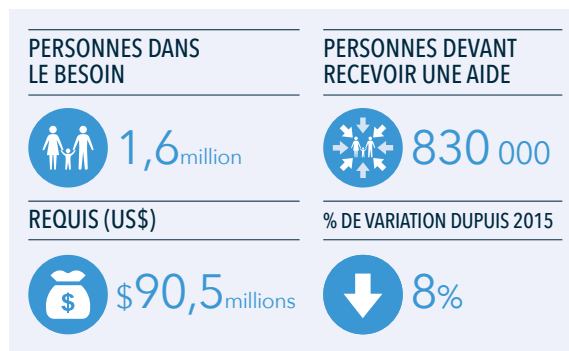 PERSONNES DANS
LE BESOIN
1,6million
PERSONNES DEVANT
RECEVOIR UNE AIDE
830 000
REQUIS (US$)
$
$90,5millions
% DE VARIATION DUPUIS 2015
8%